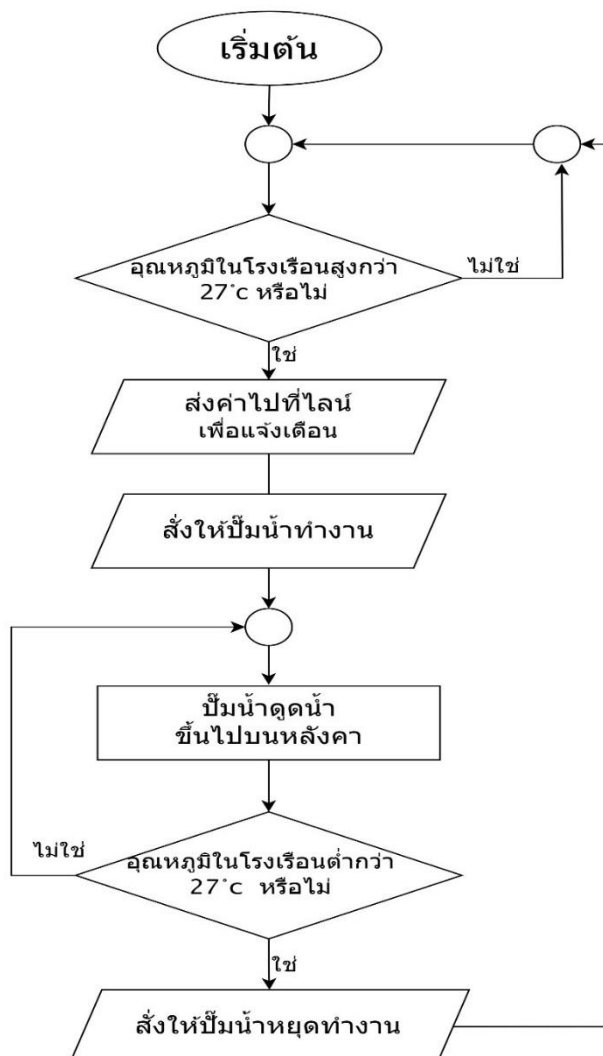 เริ่มต้น
อุณหภูมิในโรงเรือนสูงกว่า
27°c หรือไม่
ไม่ใช่
ใช่
ส่งค่าไปที่ไลน์
เพื่อแจ้งเตือน
สั่งให้ปั๊มน้ำทำงาน
ปั๊มน้ำดูดน้ำ
ขึ้นไปบนหลังคา
ไม่ใช่
อุณหภูมิในโรงเรือนต่ำกว่า
27°c หรือไม่
ใช่
สั่งให้ปั๊มน้ำหยุดทำงาน